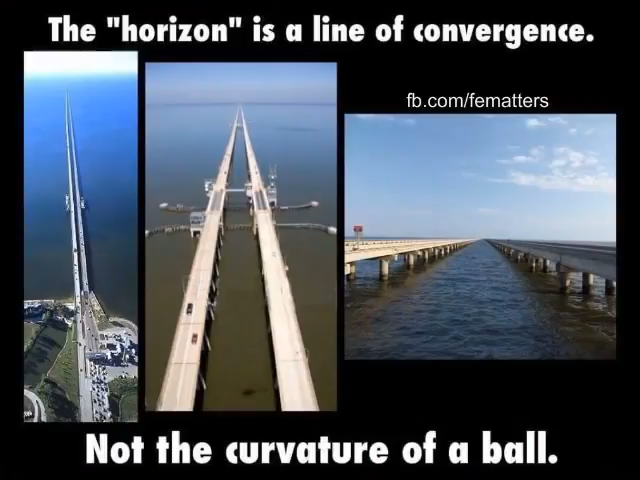 The "horizon" is a line of convergence.
fb.com/fematters
Not the curvature of a ball.